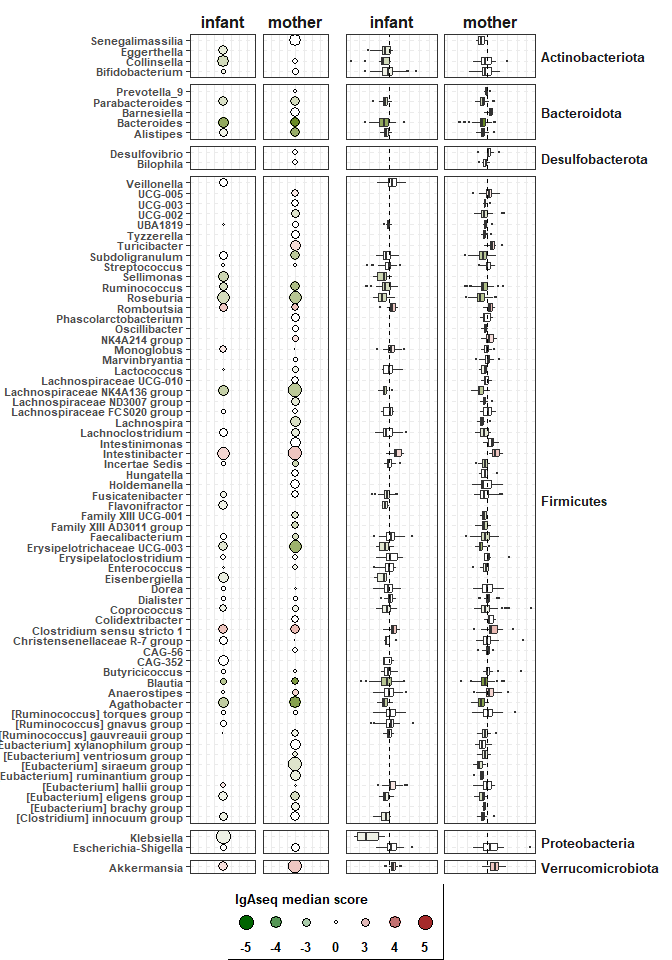 infant mother infant mother
Senegalimassilia
Eggerthella
Collinsella
Bifidobacterium
Actinobacteriota
Prevotella_9
Parabacteroides
Barnesiella
Bacteroides
Alistipes
Bacteroidota
Desulfovibrio
Bilophila
Desulfobacterota
Veillonella
UCG-005
UCG-003
UCG-002
UBA1819
Tyzzerella
Turicibacter
Subdoligranulum
Streptococcus
Sellimonas
Ruminococcus
Roseburia
Romboutsia
Phascolarctobacterium
Oscillibacter
NK4A214 group
Monoglobus
Marvinbryantia
Lactococcus
Lachnospiraceae UCG-010
Lachnospiraceae NK4A136 group
Lachnospiraceae ND3007 group
Lachnospiraceae FCS020 group
Lachnospira
Lachnoclostridium
Intestinimonas
Intestinibacter
Incertae Sedis
Hungatella
Holdemanella
Fusicatenibacter
Flavonifractor
Family XIII UCG-001
Family XIII AD3011 group
Faecalibacterium
Erysipelotrichaceae UCG-003
Erysipelatoclostridium
Enterococcus
Eisenbergiella
Dorea
Dialister
Coprococcus
Colidextribacter
Clostridium sensu stricto 1
Christensenellaceae R-7 group
CAG-56
CAG-352
Butyricicoccus
Blautia
Anaerostipes
Agathobacter
[Ruminococcus] torques group
[Ruminococcus] gnavus group
[Ruminococcus] gauvreauii group
Eubacterium] xylanophilum group
[Eubacterium] ventriosum group
[Eubacterium] siraeum group
Eubacterium] ruminantium group
[Eubacterium] hallii group
[Eubacterium] eligens group
[Eubacterium] brachy group
[Clostridium] innocuum group
Firmicutes
Klebsiella
Escherichia-Shigella
Proteobacteria
Akkermansia
Verrucomicrobiota
IgAseq median score
-5 -4 -3 0 3 4 5